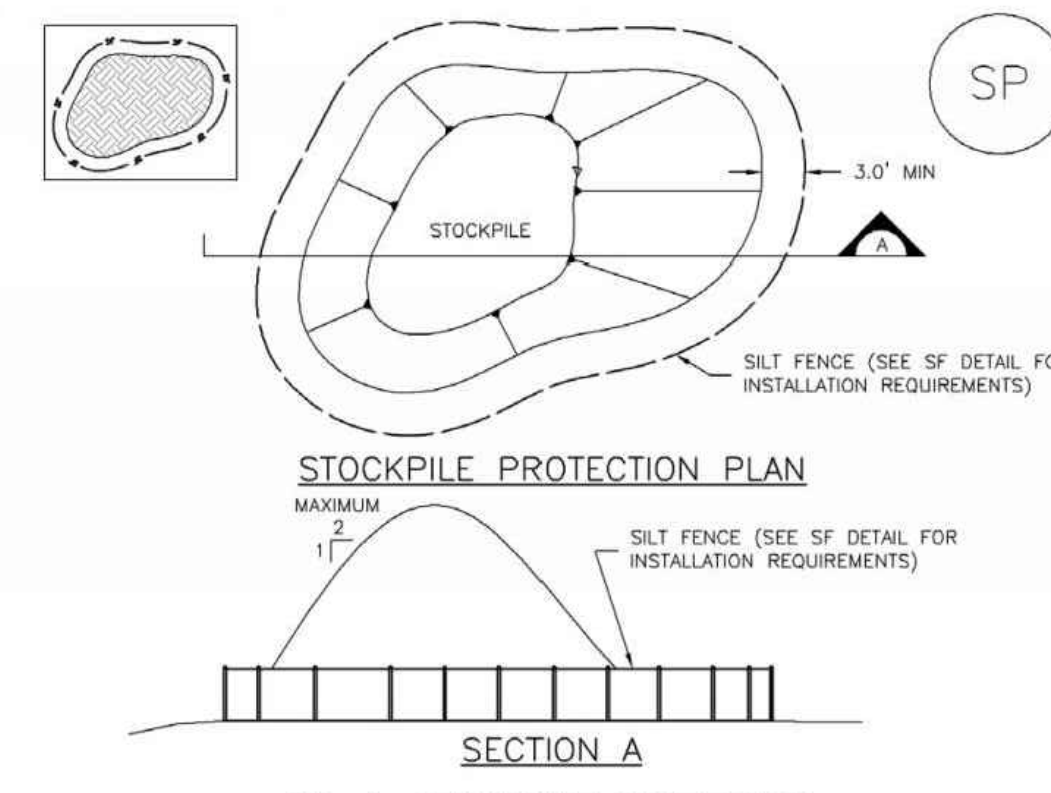 SP
3.0' MIN
STOCKPILE
A
SILT FENCE (SEE SF DETAIL
INSTALLATION REQUIREMENTS)
STOCKPILE PROTECTION PLAN
MAXIMUM
2
1
SILT FENCE (SEE SF DETAIL FOR
INSTALLATION REQUIREMENTS)
SECTION A